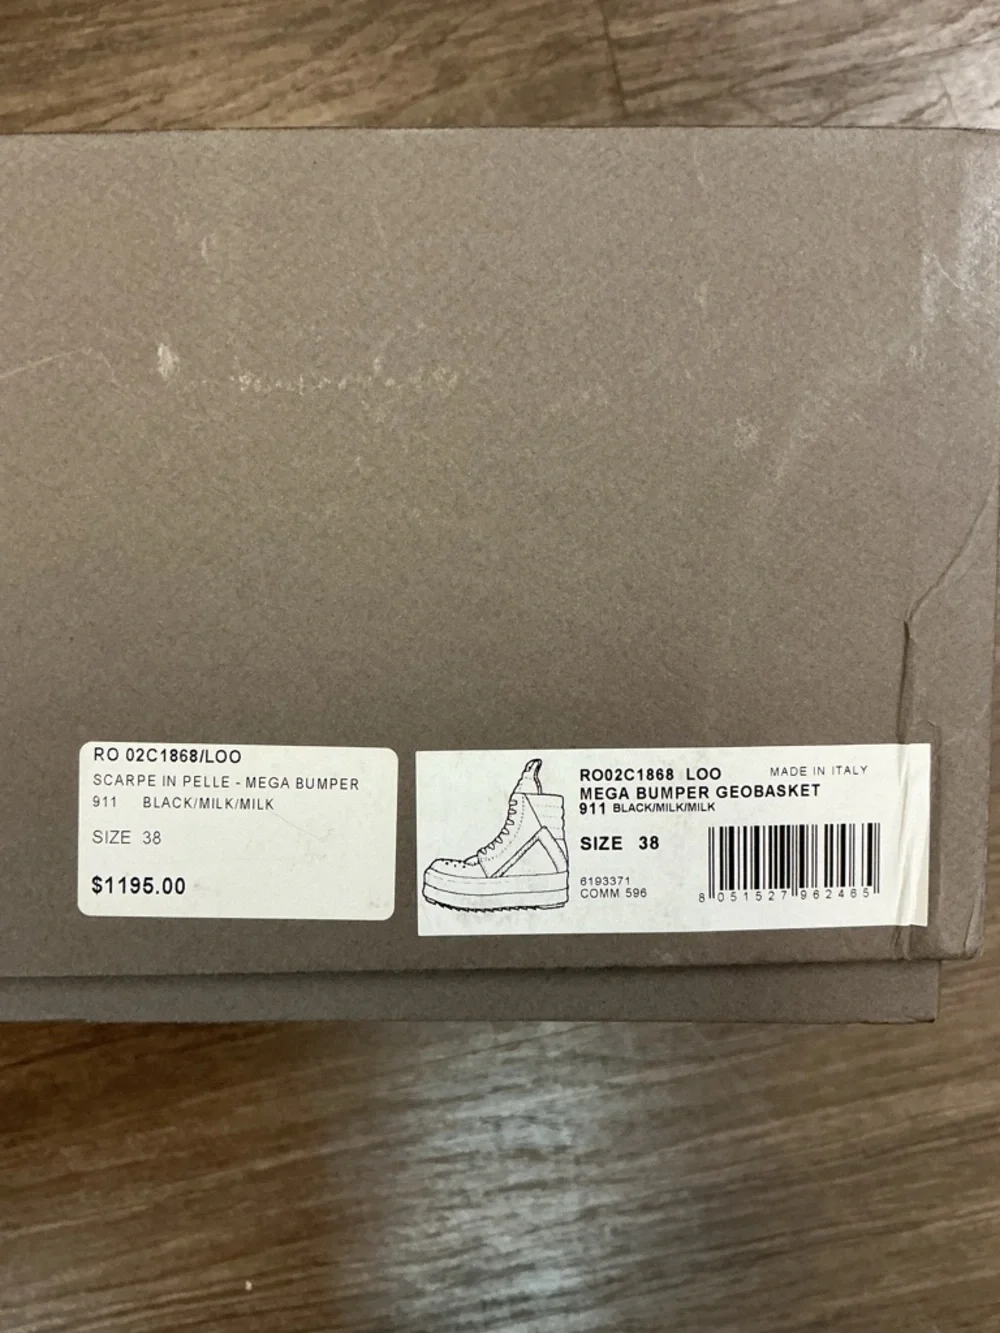 RO 02C1868/LOO
SCARPE IN PELLE - MEGA BUMPER
911 BLACK/MILK/MILK
SIZE 38
$1195.00
RO02C1868 LOO MADE IN ITALY
MEGA BUMPER GEOBASKET
911 BLACK/MILK/MILK
SIZE 38
6193371
COMM 596
8 051527 962465